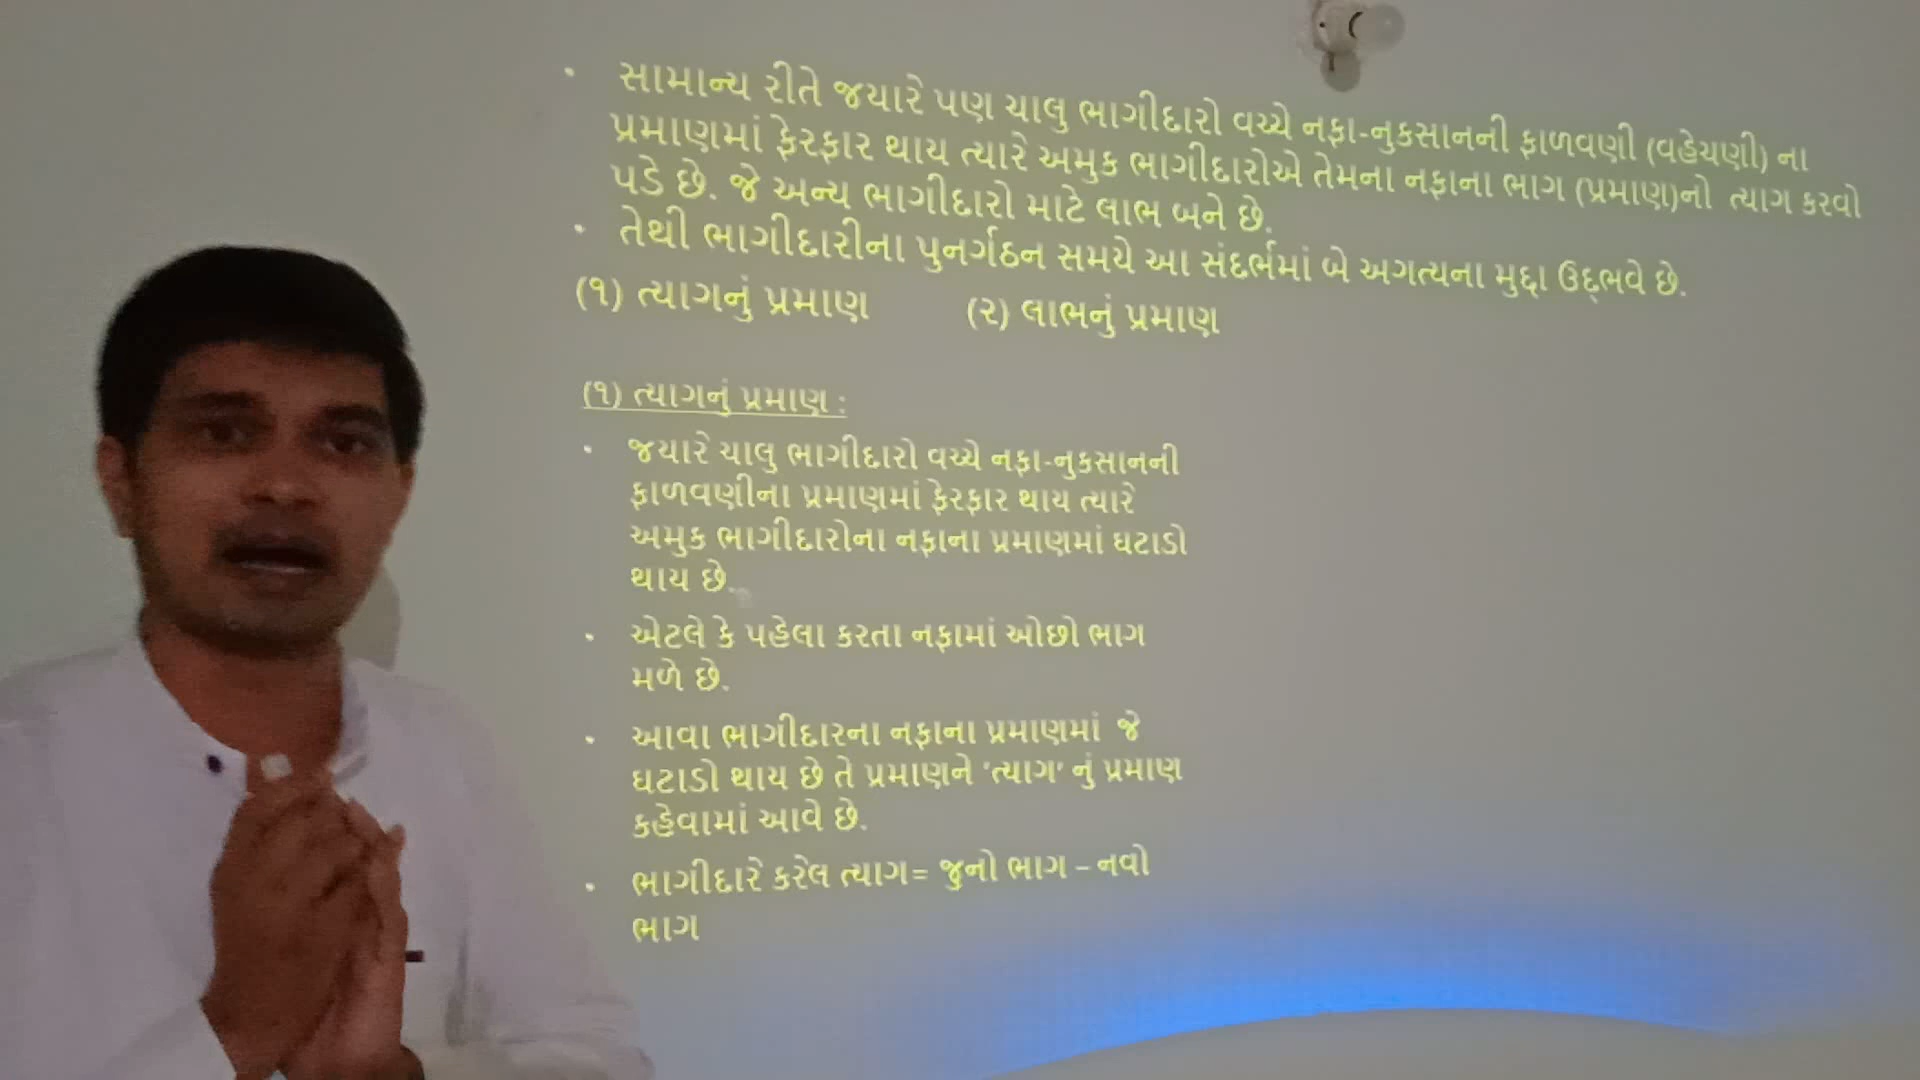 • સામાન્ય રીતે જયારે પણ ચાલુ ભાગીદારો વચ્ચે નફા-નુકસાનની ફાળવણી (વહેચણી) ના
પ્રમાણમાં ફેરફાર થાય ત્યારે અમુક ભાગીદારોએ તેમના નફાના ભાગ (પ્રમાણ)નો ત્યાગ કરવો
પડે છે. જે અન્ય ભાગીદારો માટે લાભ બને છે.
• તેથી ભાગીદારીના પુનર્ગઠન સમયે આ સંદર્ભમાં બે અગત્યના મુદ્દા ઉદ્ભવે છે.
(૧) ત્યાગનું પ્રમાણ (૨) લાભનું પ્રમાણ
(૧) ત્યાગનું પ્રમાણ :
• જયારે ચાલુ ભાગીદારો વચ્ચે નફા-નુકસાનની
ફાળવણીના પ્રમાણમાં ફેરફાર થાય ત્યારે
અમુક ભાગીદારોના નફાના પ્રમાણમાં ઘટાડો
થાય છે.
• એટલે કે પહેલા કરતા નફામાં ઓછો ભાગ
મળે છે.
• આવા ભાગીદારના નફાના પ્રમાણમાં જે
ઘટાડો થાય છે તે પ્રમાણને ‘ત્યાગ’ નું પ્રમાણ
કહેવામાં આવે છે.
• ભાગીદારે કરેલ ત્યાગ= જુનો ભાગ – નવો
ભાગ